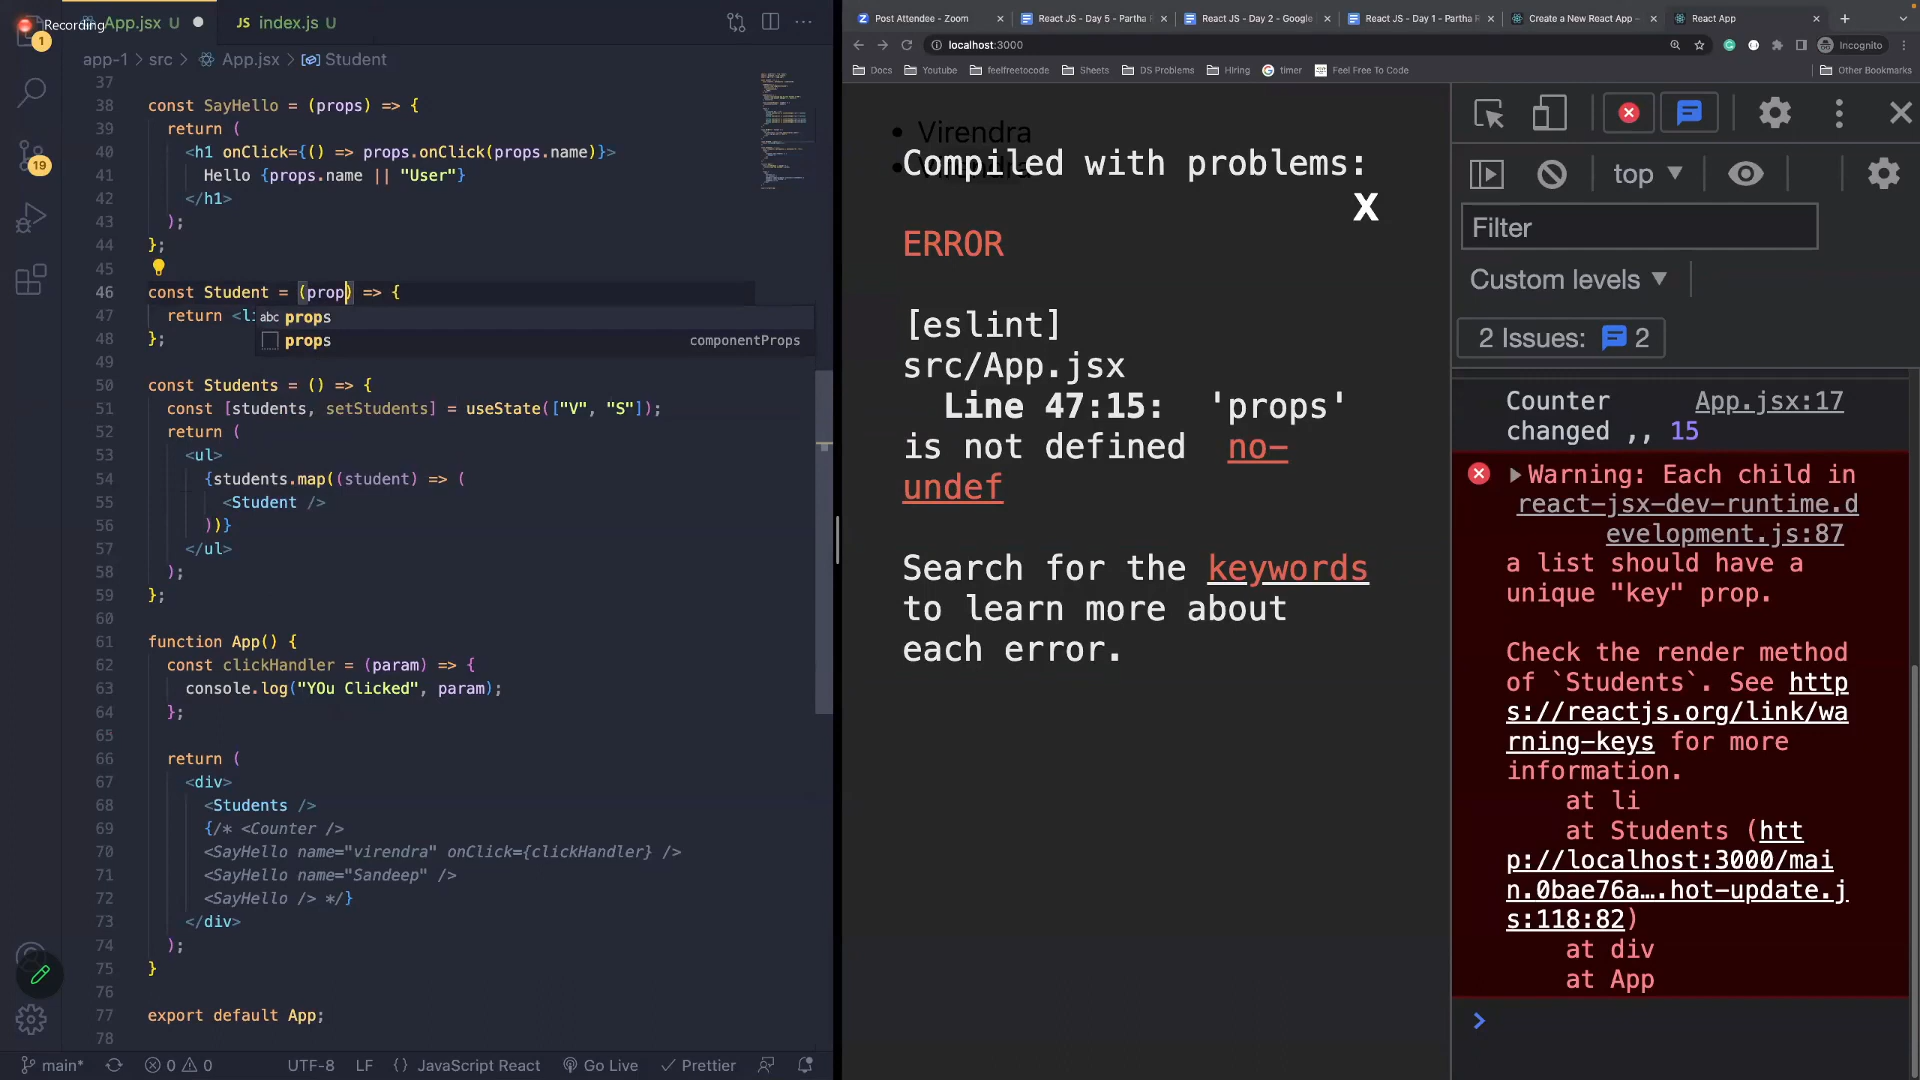 Recording
App.jsx U
JS index.js U
1
19
app-1 > src > App.jsx > Student
37
38 const SayHello = (props) => {
39 return (
40 <h1 onClick={() => props.onClick(props.name)}>
41 Hello {props.name || "User"}
42 </h1>
43 );
44 };
45
46 const Student = (prop) => {
47 return <li
abc props
props componentProps
48 };
49
50 const Students = () => {
51 const [students, setStudents] = useState(["V", "S"]);
52 return (
53 <ul>
54 {students.map((student) => (
55 <Student />
56 ))}
57 </ul>
58 );
59 };
60
61 function App() {
62 const clickHandler = (param) => {
63 console.log("YOu Clicked", param);
64 };
65
66 return (
67 <div>
68 <Students />
69 {/* <Counter />
70 <SayHello name="virendra" onClick={clickHandler} />
71 <SayHello name="Sandeep" />
72 <SayHello /> */}
73 </div>
74 );
75 }
76
77 export default App;
78
main* 0 0 UTF-8 LF {} JavaScript React Go Live Prettier
Post Attendee - Zoom
React JS - Day 5 - Partha R
React JS - Day 2 - Google
React JS - Day 1 - Partha R
Create a New React App –
React App
localhost:3000
Incognito
Docs Youtube feelfreetocode Sheets DS Problems Hiring timer Feel Free To Code Other Bookmarks
Virendra
Compiled with problems:
X
ERROR
[eslint]
src/App.jsx
Line 47:15: 'props'
is not defined no-
undef
Search for the keywords
to learn more about
each error.
top
Filter
Custom levels
2 Issues: 2
Counter App.jsx:17
changed ,, 15
Warning: Each child in
react-jsx-dev-runtime.d
evelopment.js:87
a list should have a
unique "key" prop.
Check the render method
of `Students`. See http
s://reactjs.org/link/wa
rning-keys for more
information.
at li
at Students (htt
p://localhost:3000/mai
n.0bae76a….hot-update.j
s:118:82)
at div
at App